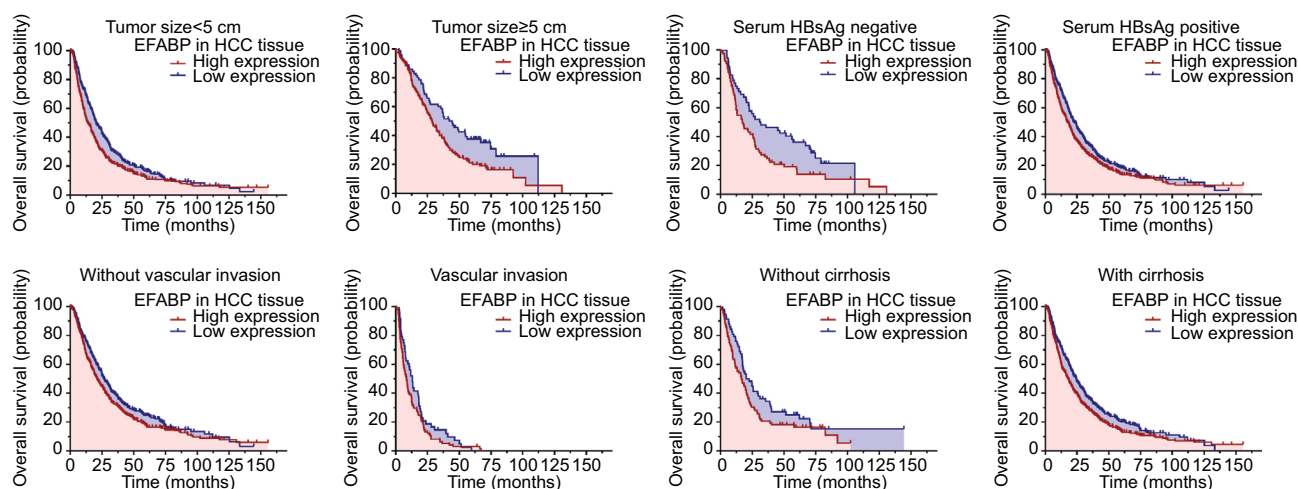 Tumor size<5 cm
EFABP in HCC tissue
High expression
Low expression
Overall survival (probability)
100
80
60
40
20
0
0 25 50 75 100 125 150
Time (months)
Tumor size≥5 cm
EFABP in HCC tissue
High expression
Low expression
Overall survival (probability)
100
80
60
40
20
0
0 25 50 75 100 125 150
Time (months)
Serum HBsAg negative
EFABP in HCC tissue
High expression
Low expression
Overall survival (probability)
100
80
60
40
20
0
0 25 50 75 100 125 150
Time (months)
Serum HBsAg positive
EFABP in HCC tissue
High expression
Low expression
Overall survival (probability)
100
80
60
40
20
0
0 25 50 75 100 125 150
Time (months)
Without vascular invasion
EFABP in HCC tissue
High expression
Low expression
Overall survival (probability)
100
80
60
40
20
0
0 25 50 75 100 125 150
Time (months)
Vascular invasion
EFABP in HCC tissue
High expression
Low expression
Overall survival (probability)
100
80
60
40
20
0
0 25 50 75 100 125 150
Time (months)
Without cirrhosis
EFABP in HCC tissue
High expression
Low expression
Overall survival (probability)
100
80
60
40
20
0
0 25 50 75 100 125 150
Time (months)
With cirrhosis
EFABP in HCC tissue
High expression
Low expression
Overall survival (probability)
100
80
60
40
20
0
0 25 50 75 100 125 150
Time (months)